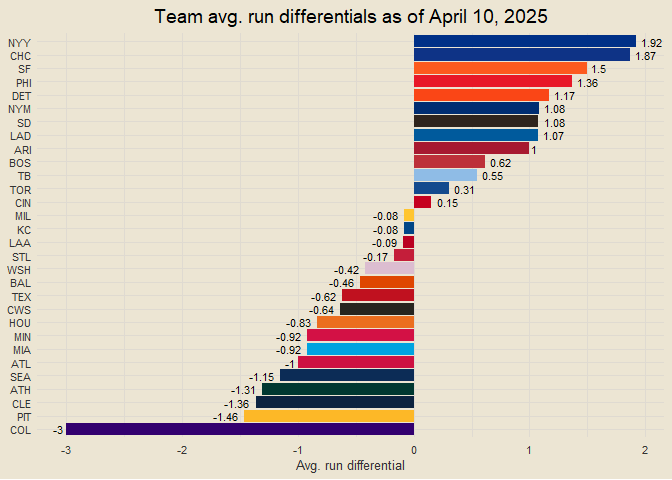 Team avg. run differentials as of April 10, 2025
NYY 1.92
CHC 1.87
SF 1.5
PHI 1.36
DET 1.17
NYM 1.08
SD 1.08
LAD 1.07
ARI 1
BOS 0.62
TB 0.55
TOR 0.31
CIN 0.15
MIL -0.08
KC -0.08
LAA -0.09
STL -0.17
WSH -0.42
BAL -0.46
TEX -0.62
CWS -0.64
HOU -0.83
MIN -0.92
MIA -0.92
ATL -1
SEA -1.15
ATH -1.31
CLE -1.36
PIT -1.46
COL -3
-3 -2 -1 0 1 2
Avg. run differential